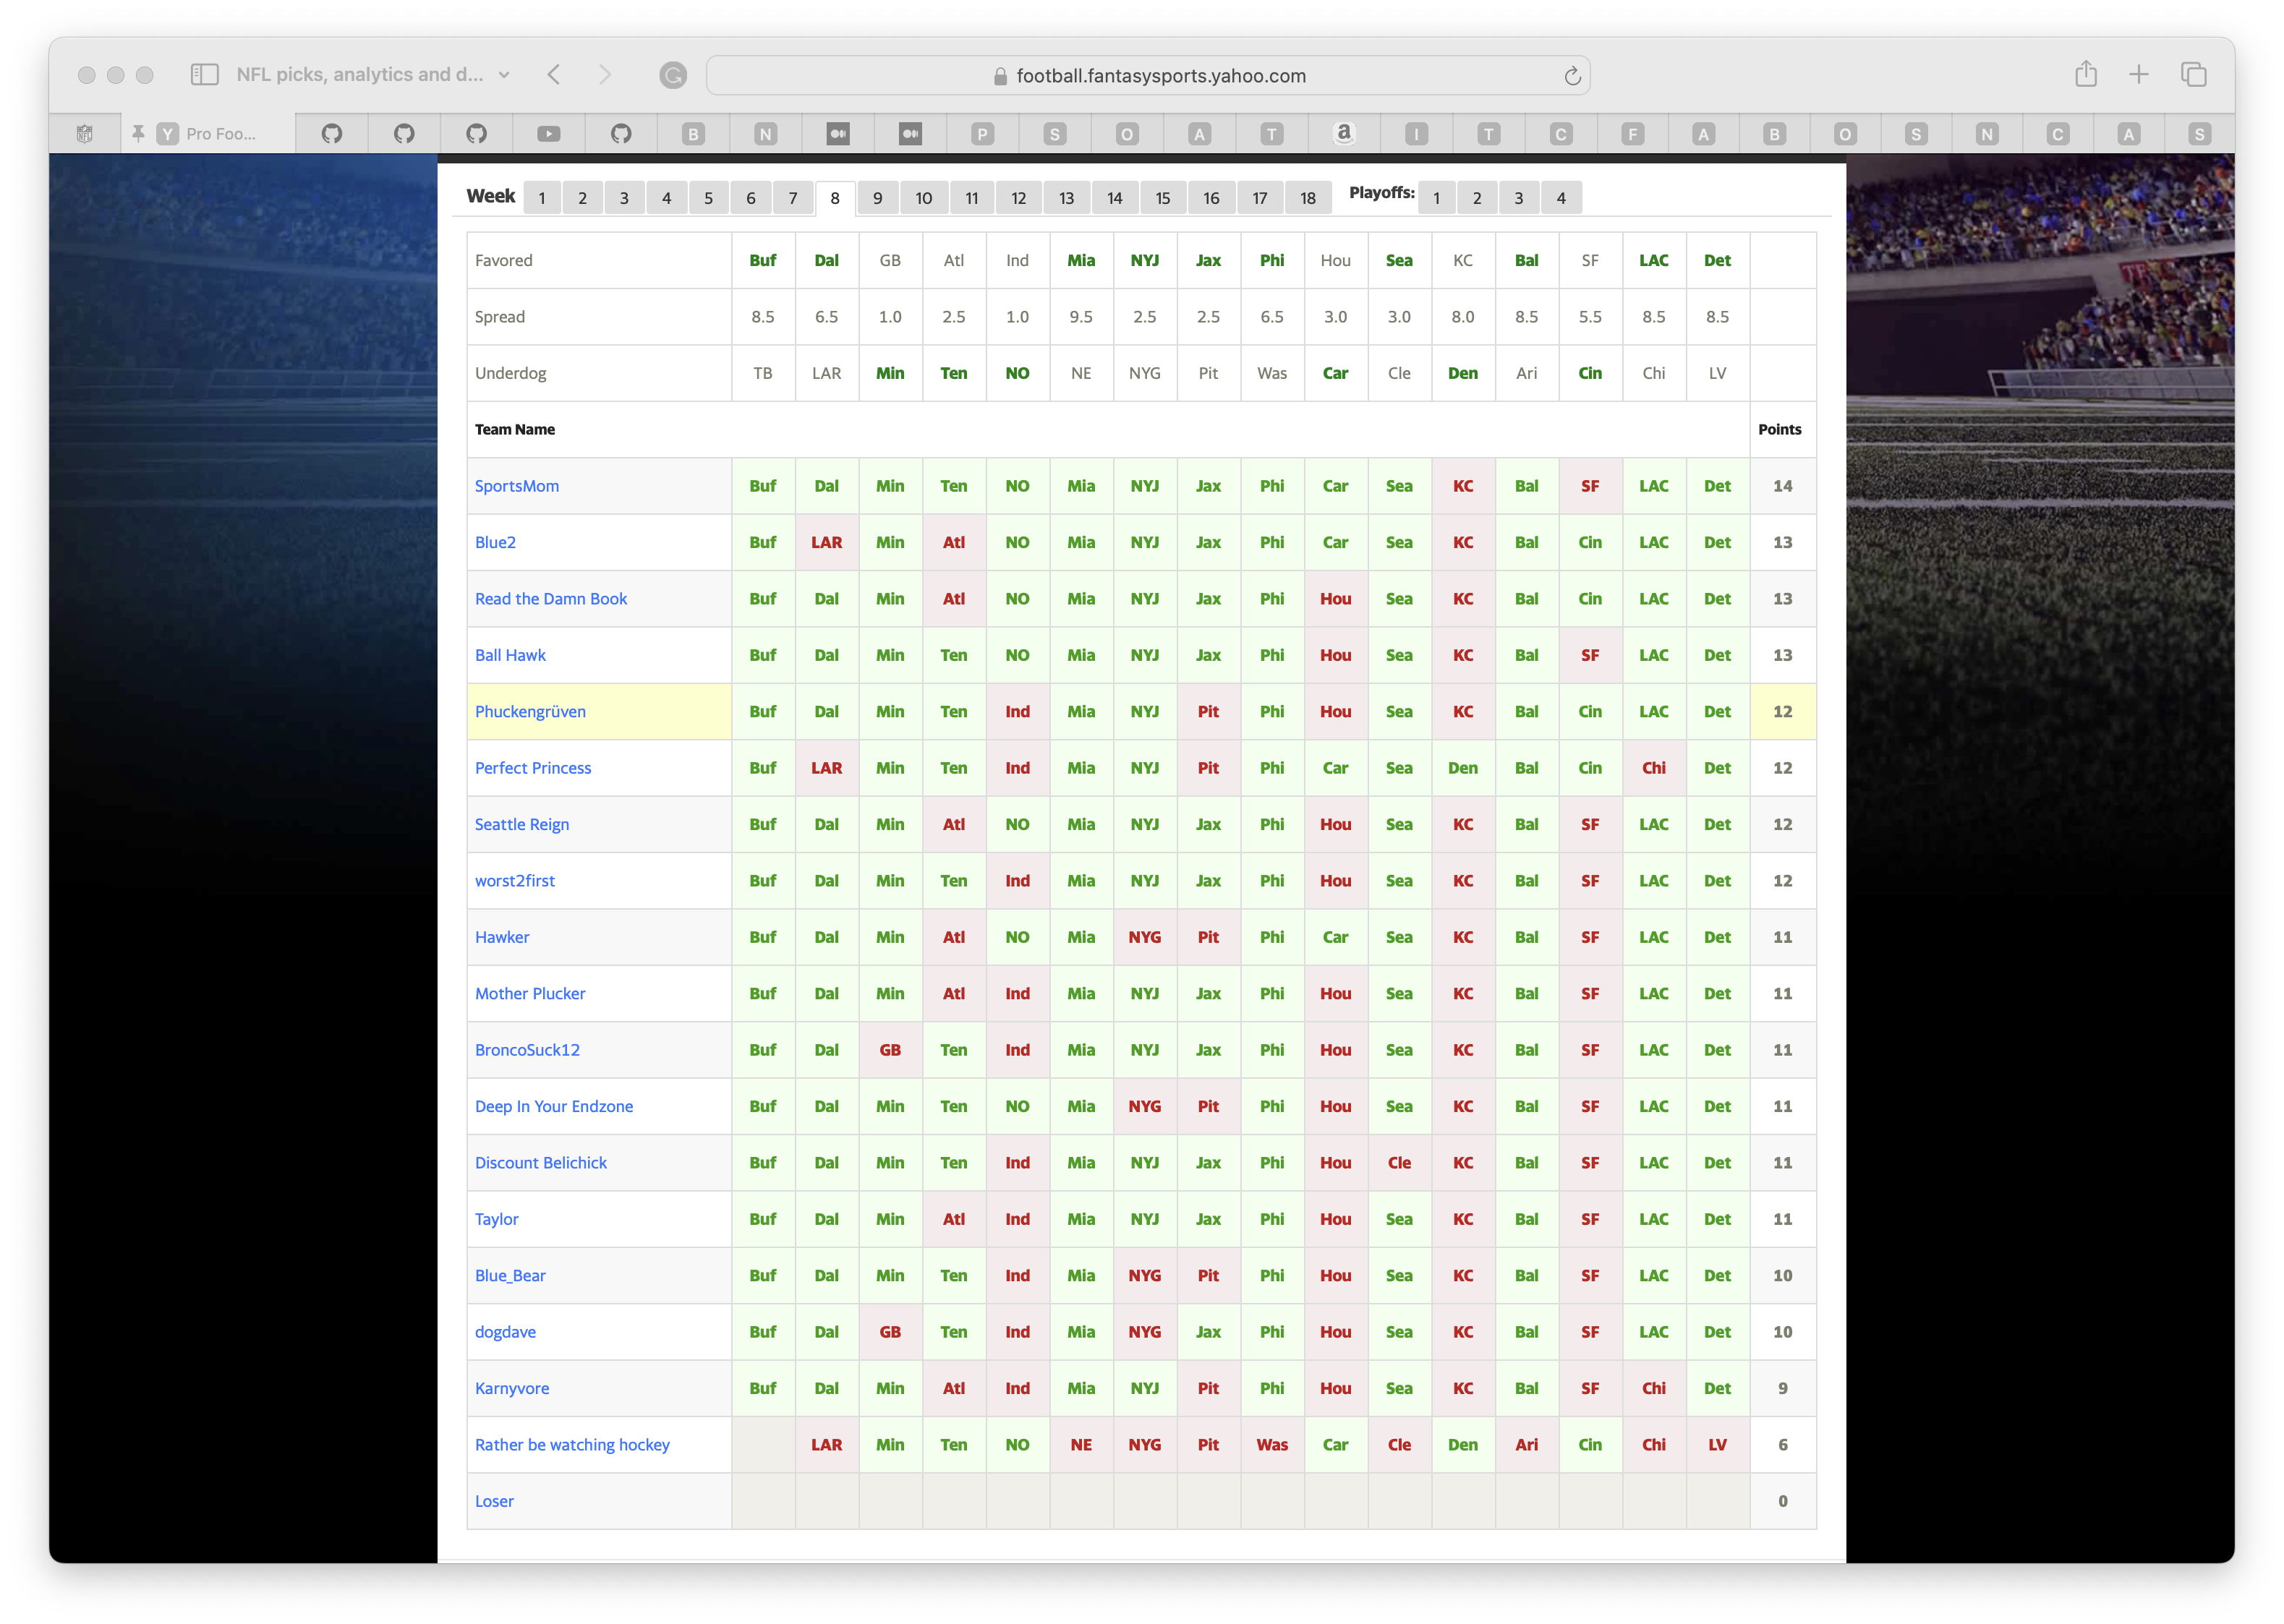 NFL picks, analytics and d...
football.fantasysports.yahoo.com
Y Pro Foo... B N P S O A T a I T C F A B O S N C A S
Week 1 2 3 4 5 6 7 8 9 10 11 12 13 14 15 16 17 18 Playoffs: 1 2 3 4
Favored Buf Dal GB Atl Ind Mia NYJ Jax Phi Hou Sea KC Bal SF LAC Det
Spread 8.5 6.5 1.0 2.5 1.0 9.5 2.5 2.5 6.5 3.0 3.0 8.0 8.5 5.5 8.5 8.5
Underdog TB LAR Min Ten NO NE NYG Pit Was Car Cle Den Ari Cin Chi LV
Team Name Points
SportsMom Buf Dal Min Ten NO Mia NYJ Jax Phi Car Sea KC Bal SF LAC Det 14
Blue2 Buf LAR Min Atl NO Mia NYJ Jax Phi Car Sea KC Bal Cin LAC Det 13
Read the Damn Book Buf Dal Min Atl NO Mia NYJ Jax Phi Hou Sea KC Bal Cin LAC Det 13
Ball Hawk Buf Dal Min Ten NO Mia NYJ Jax Phi Hou Sea KC Bal SF LAC Det 13
Phuckengrüven Buf Dal Min Ten Ind Mia NYJ Pit Phi Hou Sea KC Bal Cin LAC Det 12
Perfect Princess Buf LAR Min Ten Ind Mia NYJ Pit Phi Car Sea Den Bal Cin Chi Det 12
Seattle Reign Buf Dal Min Atl NO Mia NYJ Jax Phi Hou Sea KC Bal SF LAC Det 12
worst2first Buf Dal Min Ten Ind Mia NYJ Jax Phi Hou Sea KC Bal SF LAC Det 12
Hawker Buf Dal Min Atl NO Mia NYG Pit Phi Car Sea KC Bal SF LAC Det 11
Mother Plucker Buf Dal Min Atl Ind Mia NYJ Jax Phi Hou Sea KC Bal SF LAC Det 11
BroncoSuck12 Buf Dal GB Ten Ind Mia NYJ Jax Phi Hou Sea KC Bal SF LAC Det 11
Deep In Your Endzone Buf Dal Min Ten NO Mia NYG Pit Phi Hou Sea KC Bal SF LAC Det 11
Discount Belichick Buf Dal Min Ten Ind Mia NYJ Jax Phi Hou Cle KC Bal SF LAC Det 11
Taylor Buf Dal Min Atl Ind Mia NYJ Jax Phi Hou Sea KC Bal SF LAC Det 11
Blue_Bear Buf Dal Min Ten Ind Mia NYG Pit Phi Hou Sea KC Bal SF LAC Det 10
dogdave Buf Dal GB Ten Ind Mia NYG Jax Phi Hou Sea KC Bal SF LAC Det 10
Karnyvore Buf Dal Min Atl Ind Mia NYJ Pit Phi Hou Sea KC Bal SF Chi Det 9
Rather be watching hockey LAR Min Ten NO NE NYG Pit Was Car Cle Den Ari Cin Chi LV 6
Loser 0